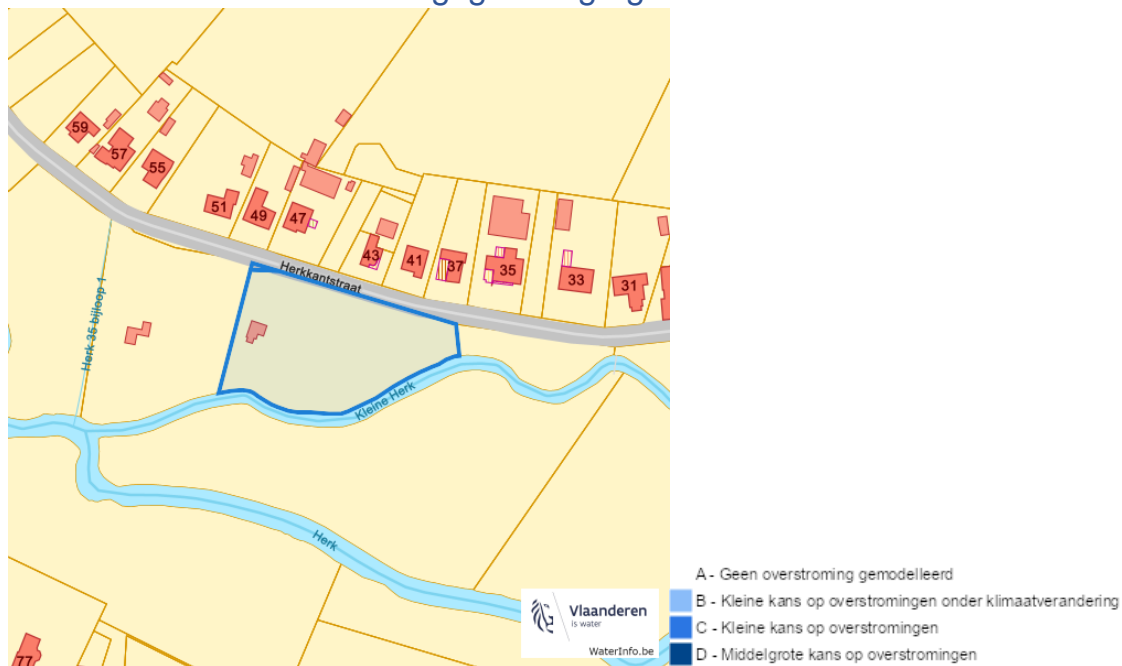 59
57
55
51
49
47
43
41
37
35
33
31
Herkkantstraat
Herk 35 bijloop 1
Kleine Herk
Herk
77
Vlaanderen
is water
WaterInfo.be
A - Geen overstroming gemodelleerd
B - Kleine kans op overstromingen onder klimaatverandering
C - Kleine kans op overstromingen
D - Middelgrote kans op overstromingen